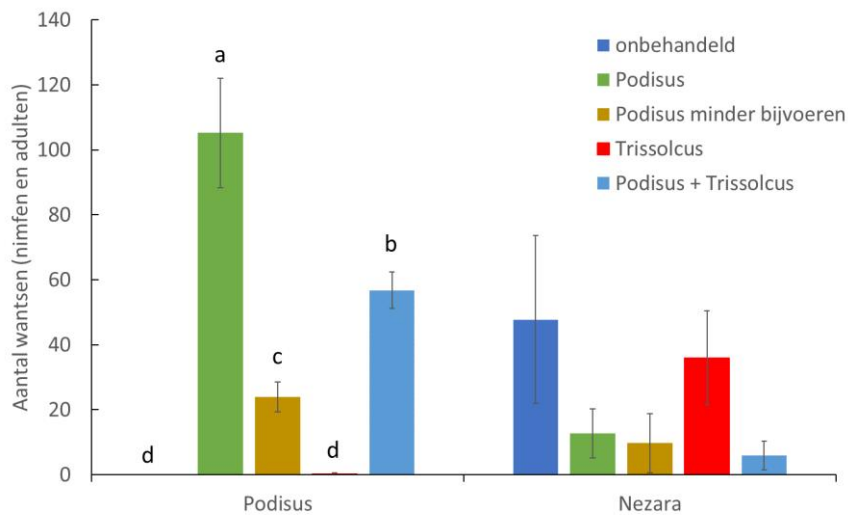 Aantal wantsen (nimfen en adulten)
140
120
100
80
60
40
20
0
a
b
c
d
d
onbehandeld
Podisus
Podisus minder bijvoeren
Trissolcus
Podisus + Trissolcus
Podisus
Nezara